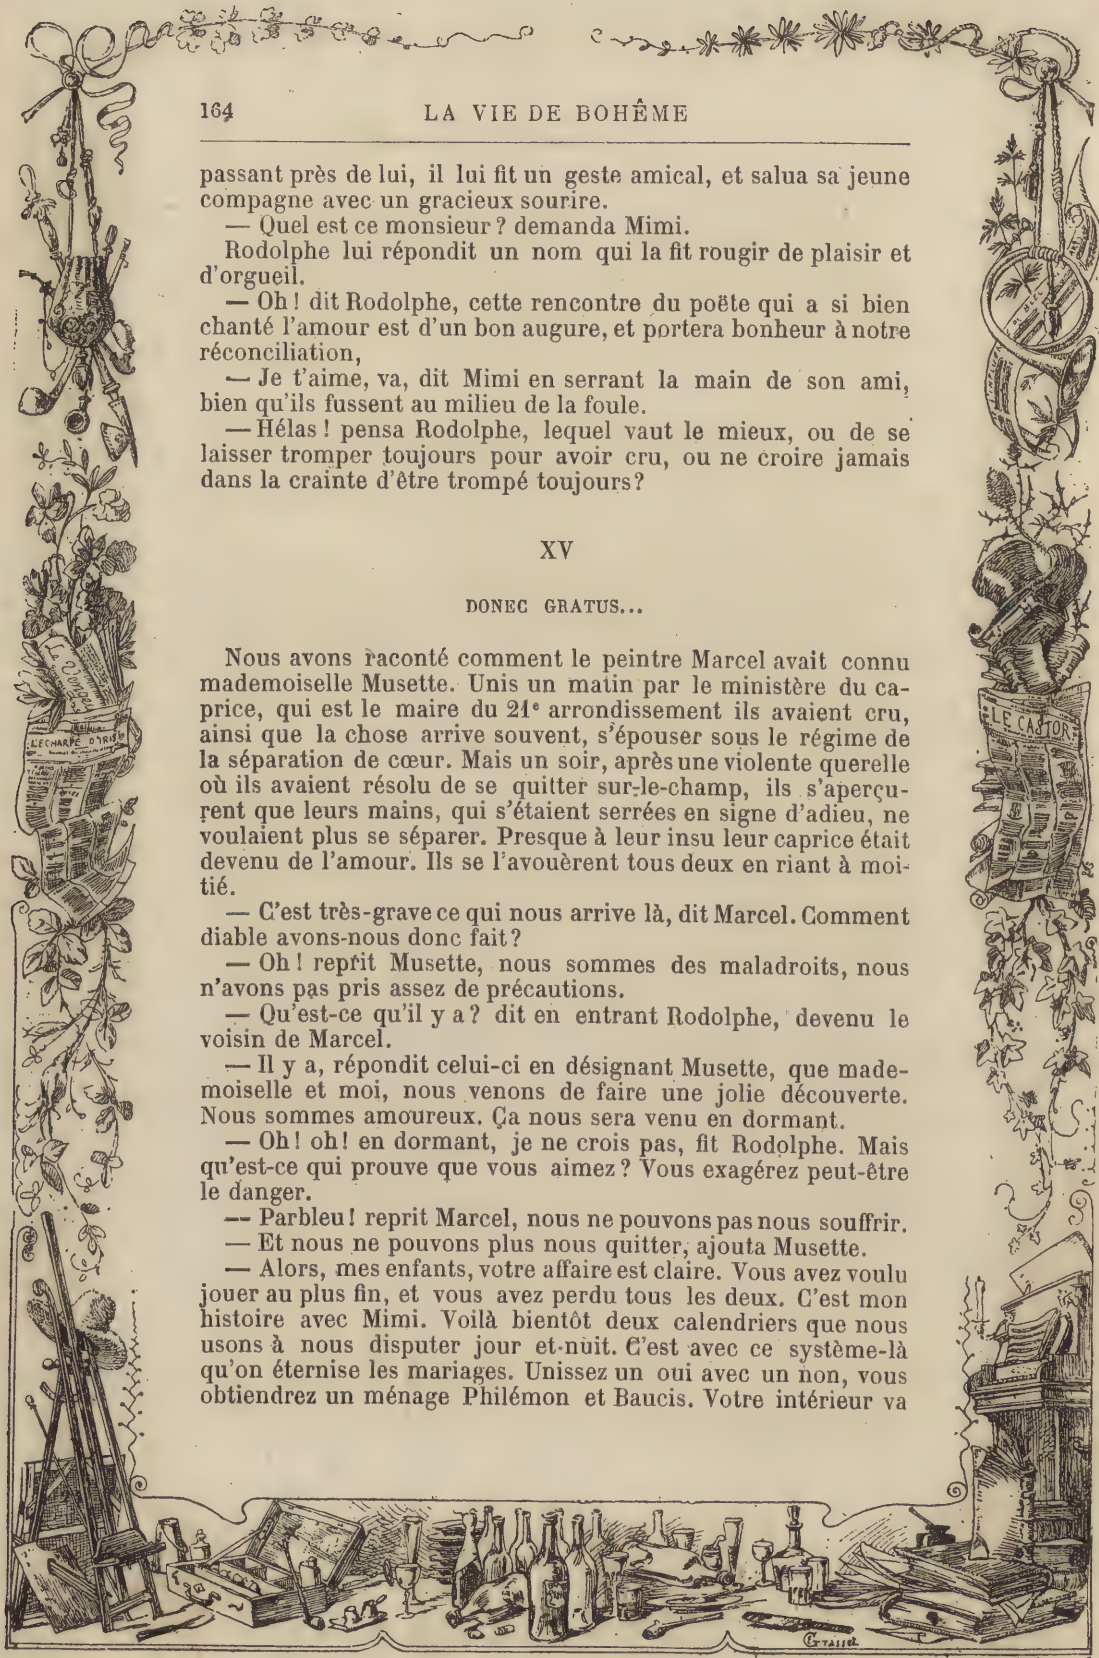 164
LA VIE DE BOHÊME
passant près de lui, il lui fit un geste amical, et salua sa jeune
compagne avec un gracieux sourire.
— Quel est ce monsieur? demanda Mimi.
Rodolphe lui répondit un nom qui la fit rougir de plaisir et
d'orgueil.
— Oh! dit Rodolphe, cette rencontre du poëte qui a si bien
chanté l'amour est d'un bon augure, et portera bonheur à notre
réconciliation,
— Je t'aime, va, dit Mimi en serrant la main de son ami,
bien qu'ils fussent au milieu de la foule.
— Hélas! pensa Rodolphe, lequel vaut le mieux, ou de se
laisser tromper toujours pour avoir cru, ou ne croire jamais
dans la crainte d'être trompé toujours?
XV
DONEC GRATUS...
Nous avons raconté comment le peintre Marcel avait connu
mademoiselle Musette. Unis un matin par le ministère du ca-
price, qui est le maire du 21e arrondissement ils avaient cru,
ainsi que la chose arrive souvent, s'épouser sous le régime de
la séparation de cœur. Mais un soir, après une violente querelle
où ils avaient résolu de se quitter sur-le-champ, ils s'aperçu-
rent que leurs mains, qui s'étaient serrées en signe d'adieu, ne
voulaient plus se séparer. Presque à leur insu leur caprice était
devenu de l'amour. Ils se l'avouèrent tous deux en riant à moi-
tié.
— C'est très-grave ce qui nous arrive là, dit Marcel. Comment
diable avons-nous donc fait?
— Oh! reprit Musette, nous sommes des maladroits, nous
n'avons pas pris assez de précautions.
— Qu'est-ce qu'il y a? dit en entrant Rodolphe, devenu le
voisin de Marcel.
— Il y a, répondit celui-ci en désignant Musette, que made-
moiselle et moi, nous venons de faire une jolie découverte.
Nous sommes amoureux. Ça nous sera venu en dormant.
— Oh! oh! en dormant, je ne crois pas, fit Rodolphe. Mais
qu'est-ce qui prouve que vous aimez? Vous exagérez peut-être
le danger.
— Parbleu! reprit Marcel, nous ne pouvons pas nous souffrir.
— Et nous ne pouvons plus nous quitter, ajouta Musette.
— Alors, mes enfants, votre affaire est claire. Vous avez voulu
jouer au plus fin, et vous avez perdu tous les deux. C'est mon
histoire avec Mimi. Voilà bientôt deux calendriers que nous
usons à nous disputer jour et nuit. C'est avec ce système-là
qu'on éternise les mariages. Unissez un oui avec un non, vous
obtiendrez un ménage Philémon et Baucis. Votre intérieur va
Le Vengeur
L'ECHARPE D'IRIS
LE CASTOR
EGrasset